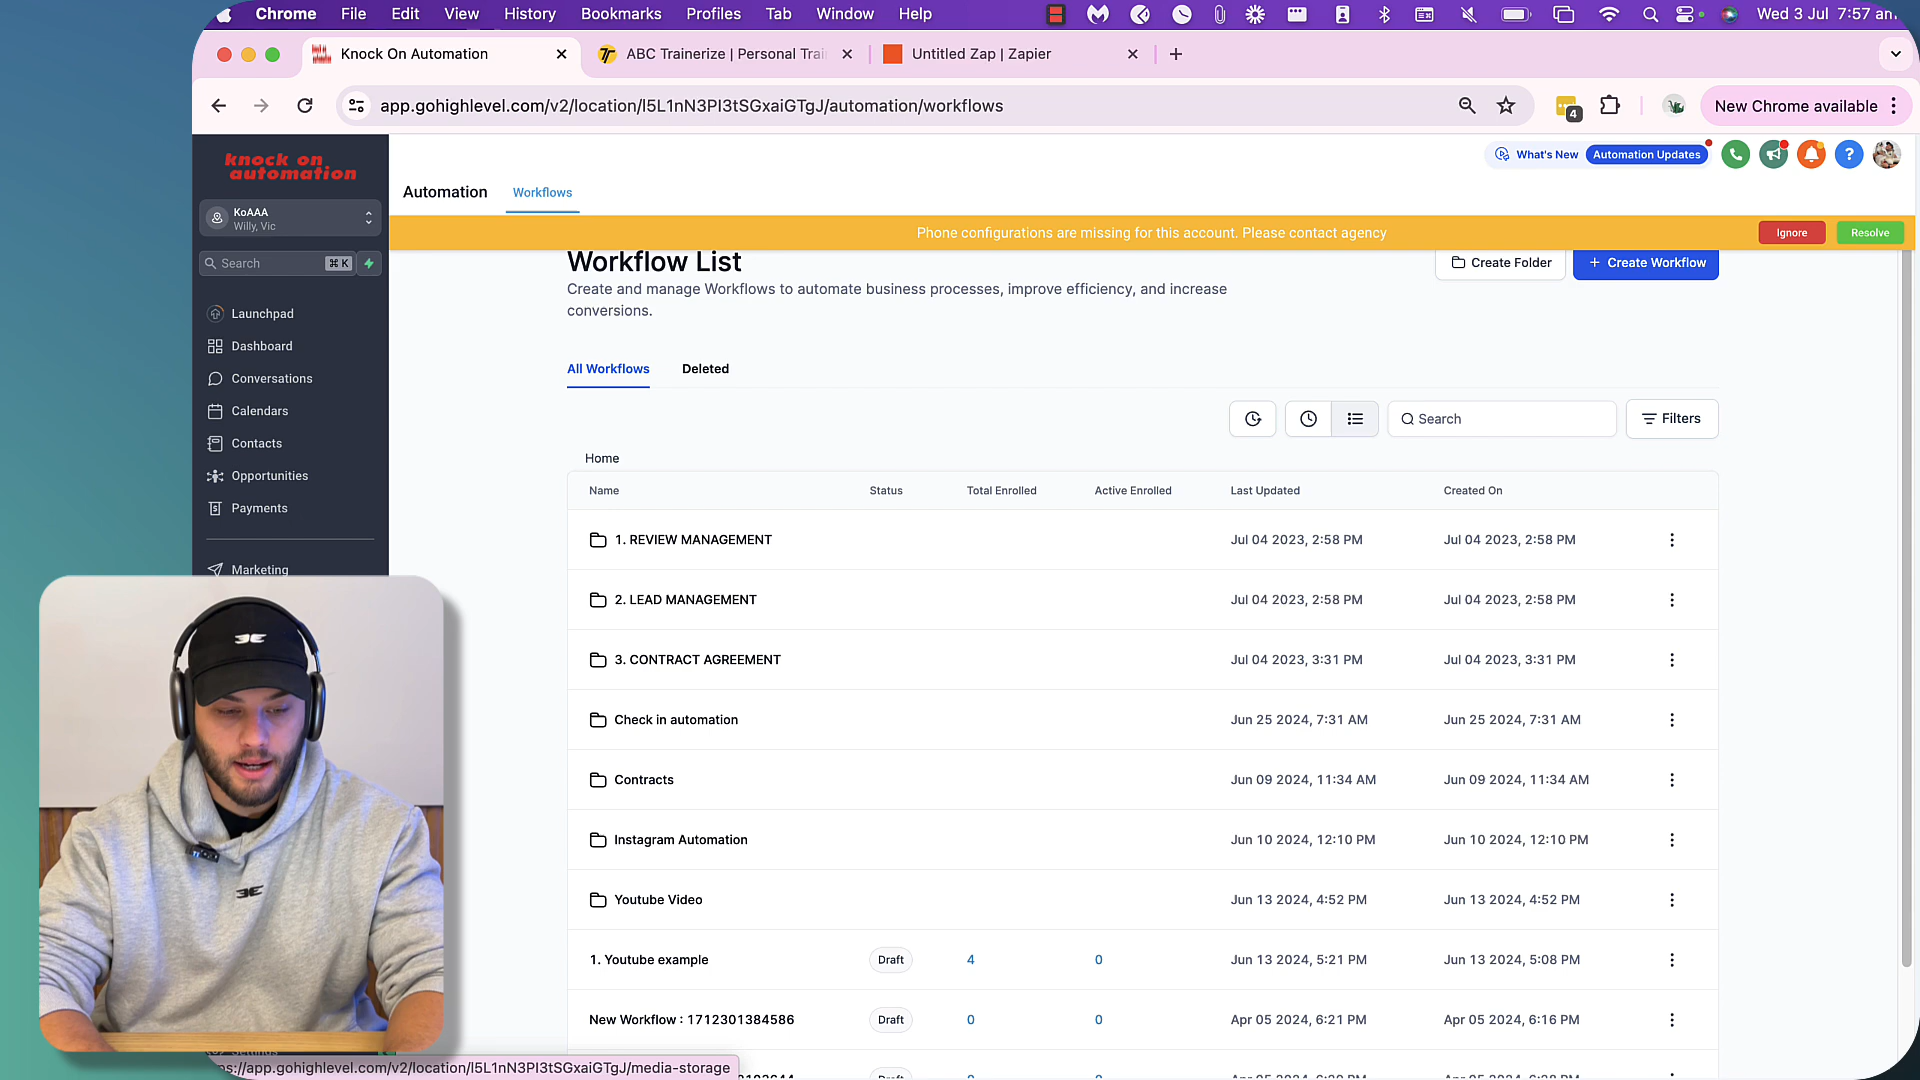 Chrome File Edit View History Bookmarks Profiles Tab Window Help Wed 3 Jul 7:57 am
Knock On Automation ABC Trainerize | Personal Trai Untitled Zap | Zapier
app.gohighlevel.com/v2/location/l5L1nN3PI3tSGxaiGTgJ/automation/workflows 4 New Chrome available
knock on
automation
What's New Automation Updates
Automation Workflows
KoAAA
Willy, Vic
Phone configurations are missing for this account. Please contact agency Ignore Resolve
Search ⌘ K
Workflow List
Create Folder + Create Workflow
Create and manage Workflows to automate business processes, improve efficiency, and increase
conversions.
Launchpad
Dashboard
Conversations
Calendars
Contacts
Opportunities
Payments
Marketing
All Workflows Deleted
Search Filters
Home
Name Status Total Enrolled Active Enrolled Last Updated Created On
1. REVIEW MANAGEMENT Jul 04 2023, 2:58 PM Jul 04 2023, 2:58 PM
2. LEAD MANAGEMENT Jul 04 2023, 2:58 PM Jul 04 2023, 2:58 PM
3. CONTRACT AGREEMENT Jul 04 2023, 3:31 PM Jul 04 2023, 3:31 PM
Check in automation Jun 25 2024, 7:31 AM Jun 25 2024, 7:31 AM
Contracts Jun 09 2024, 11:34 AM Jun 09 2024, 11:34 AM
Instagram Automation Jun 10 2024, 12:10 PM Jun 10 2024, 12:10 PM
Youtube Video Jun 13 2024, 4:52 PM Jun 13 2024, 4:52 PM
1. Youtube example Draft 4 0 Jun 13 2024, 5:21 PM Jun 13 2024, 5:08 PM
New Workflow : 1712301384586 Draft 0 0 Apr 05 2024, 6:21 PM Apr 05 2024, 6:16 PM
ps://app.gohighlevel.com/v2/location/l5L1nN3PI3tSGxaiGTgJ/media-storage